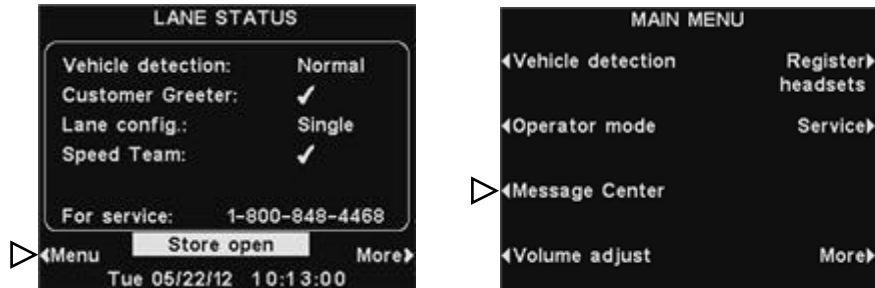 LANE STATUS
Vehicle detection: Normal
Customer Greeter: ✓
Lane config.: Single
Speed Team: ✓
For service: 1-800-848-4468
Store open
Menu More
Tue 05/22/12 10:13:00
MAIN MENU
Vehicle detection Register
headsets
Operator mode Service
Message Center
Volume adjust More